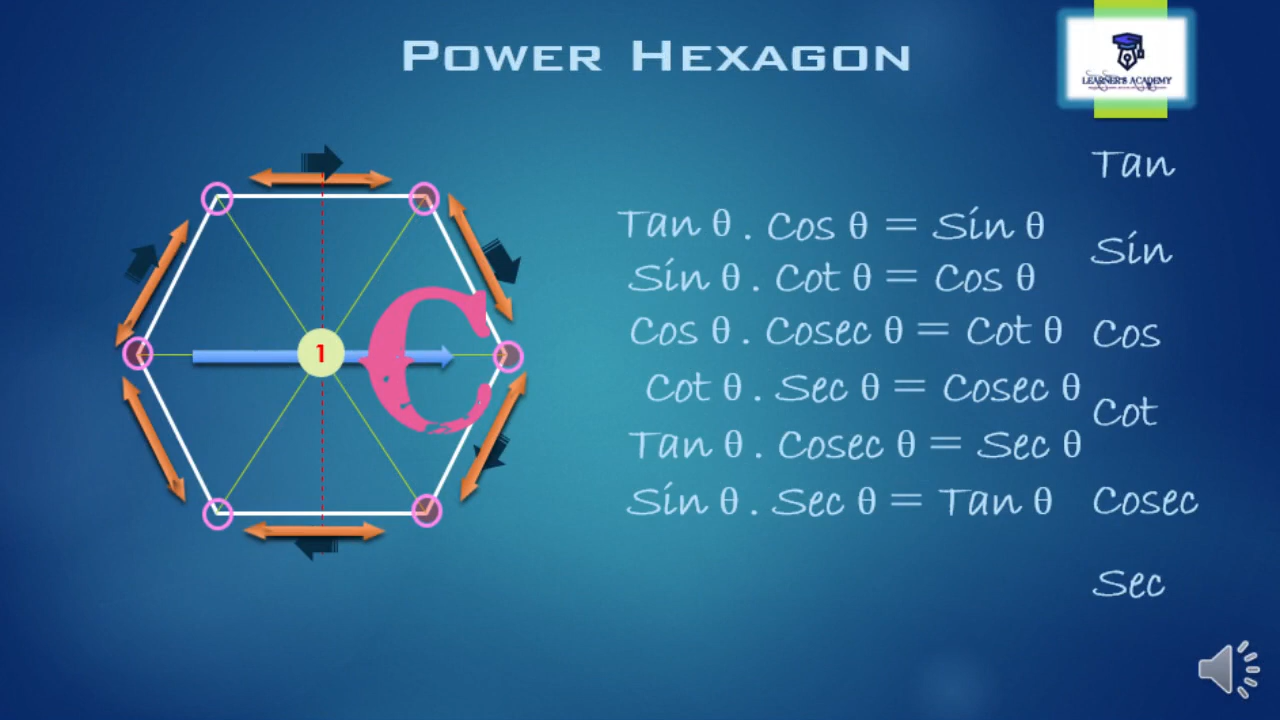 POWER HEXAGON
LEARNER'S ACADEMY
Tan
Tan θ . Cos θ = Sin θ
Sin
Sin θ . Cot θ = Cos θ
Cos θ . Cosec θ = Cot θ
Cos
1
C
Cot θ . Sec θ = Cosec θ
Cot
Tan θ . Cosec θ = Sec θ
Sin θ . Sec θ = Tan θ
Cosec
Sec